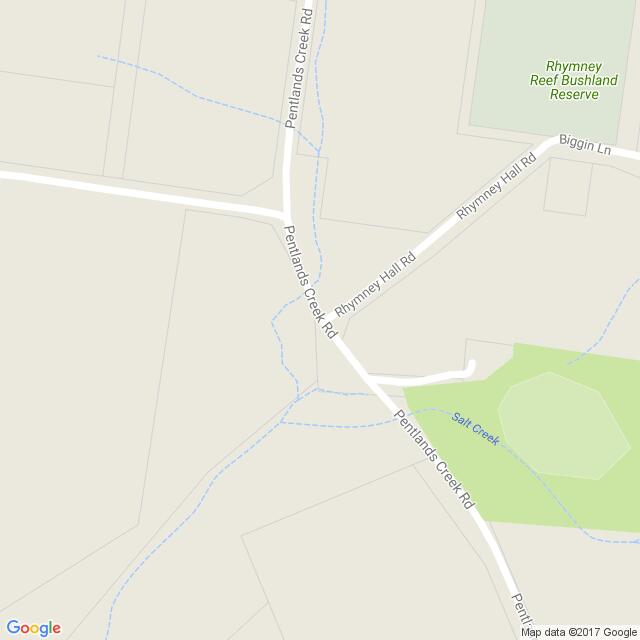 Pentlands Creek Rd
Rhymney
Reef Bushland
Reserve
Biggin Ln
Rhymney Hall Rd
Pentlands Creek Rd
Rhymney Hall Rd
Salt Creek
Pentlands Creek Rd
Pentl
Google
Map data ©2017 Google